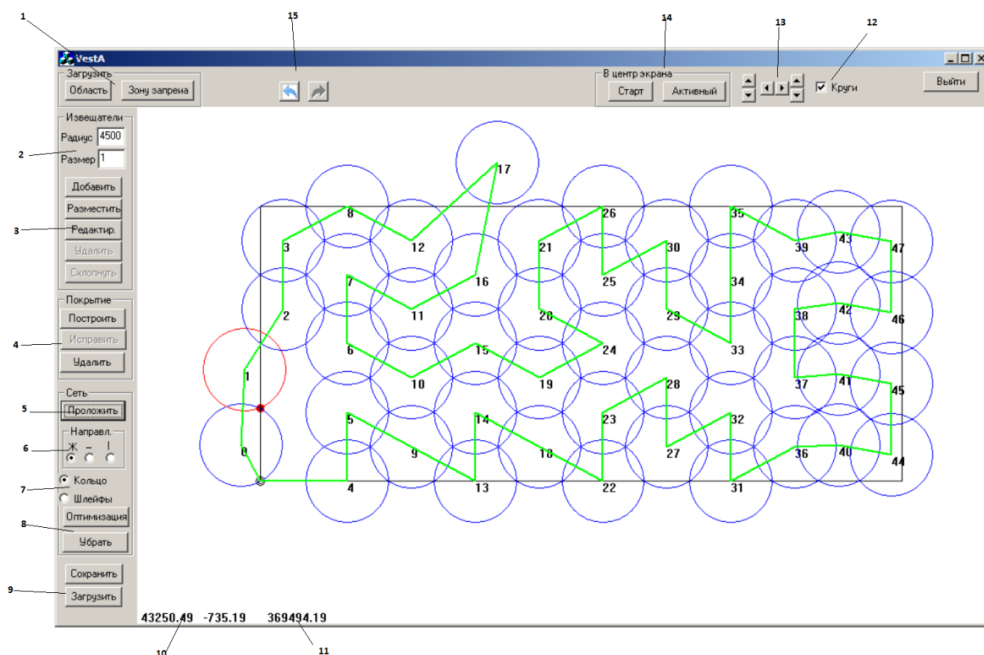 1
15
14
13
12
VestA
Загрузить
Область
Зону запрена
В центр экрана
Старт
Активный
Круги
Выйти
Извещатели
Радиус 4500
2
Размер 1
Добавить
Разместить
3
Редактир.
Удалить
Схлопнуть
Покрытие
Построить
4
Исправить
Удалить
Сеть
5
Проложить
Направл.
6
Ж – |
Кольцо
7
Шлейфы
Оптимизация
8
Убрать
Сохранить
9
Загрузить
17
8 26 35
3 12 21 30 39 43 47
7 16 25 34
2 11 20 29 38 42 46
6 15 24 33
1 10 19 28 37 41 45
5 14 23 32
0 9 18 27 36 40 44
4 13 22 31
43250.49 -735.19 369494.19
10
11